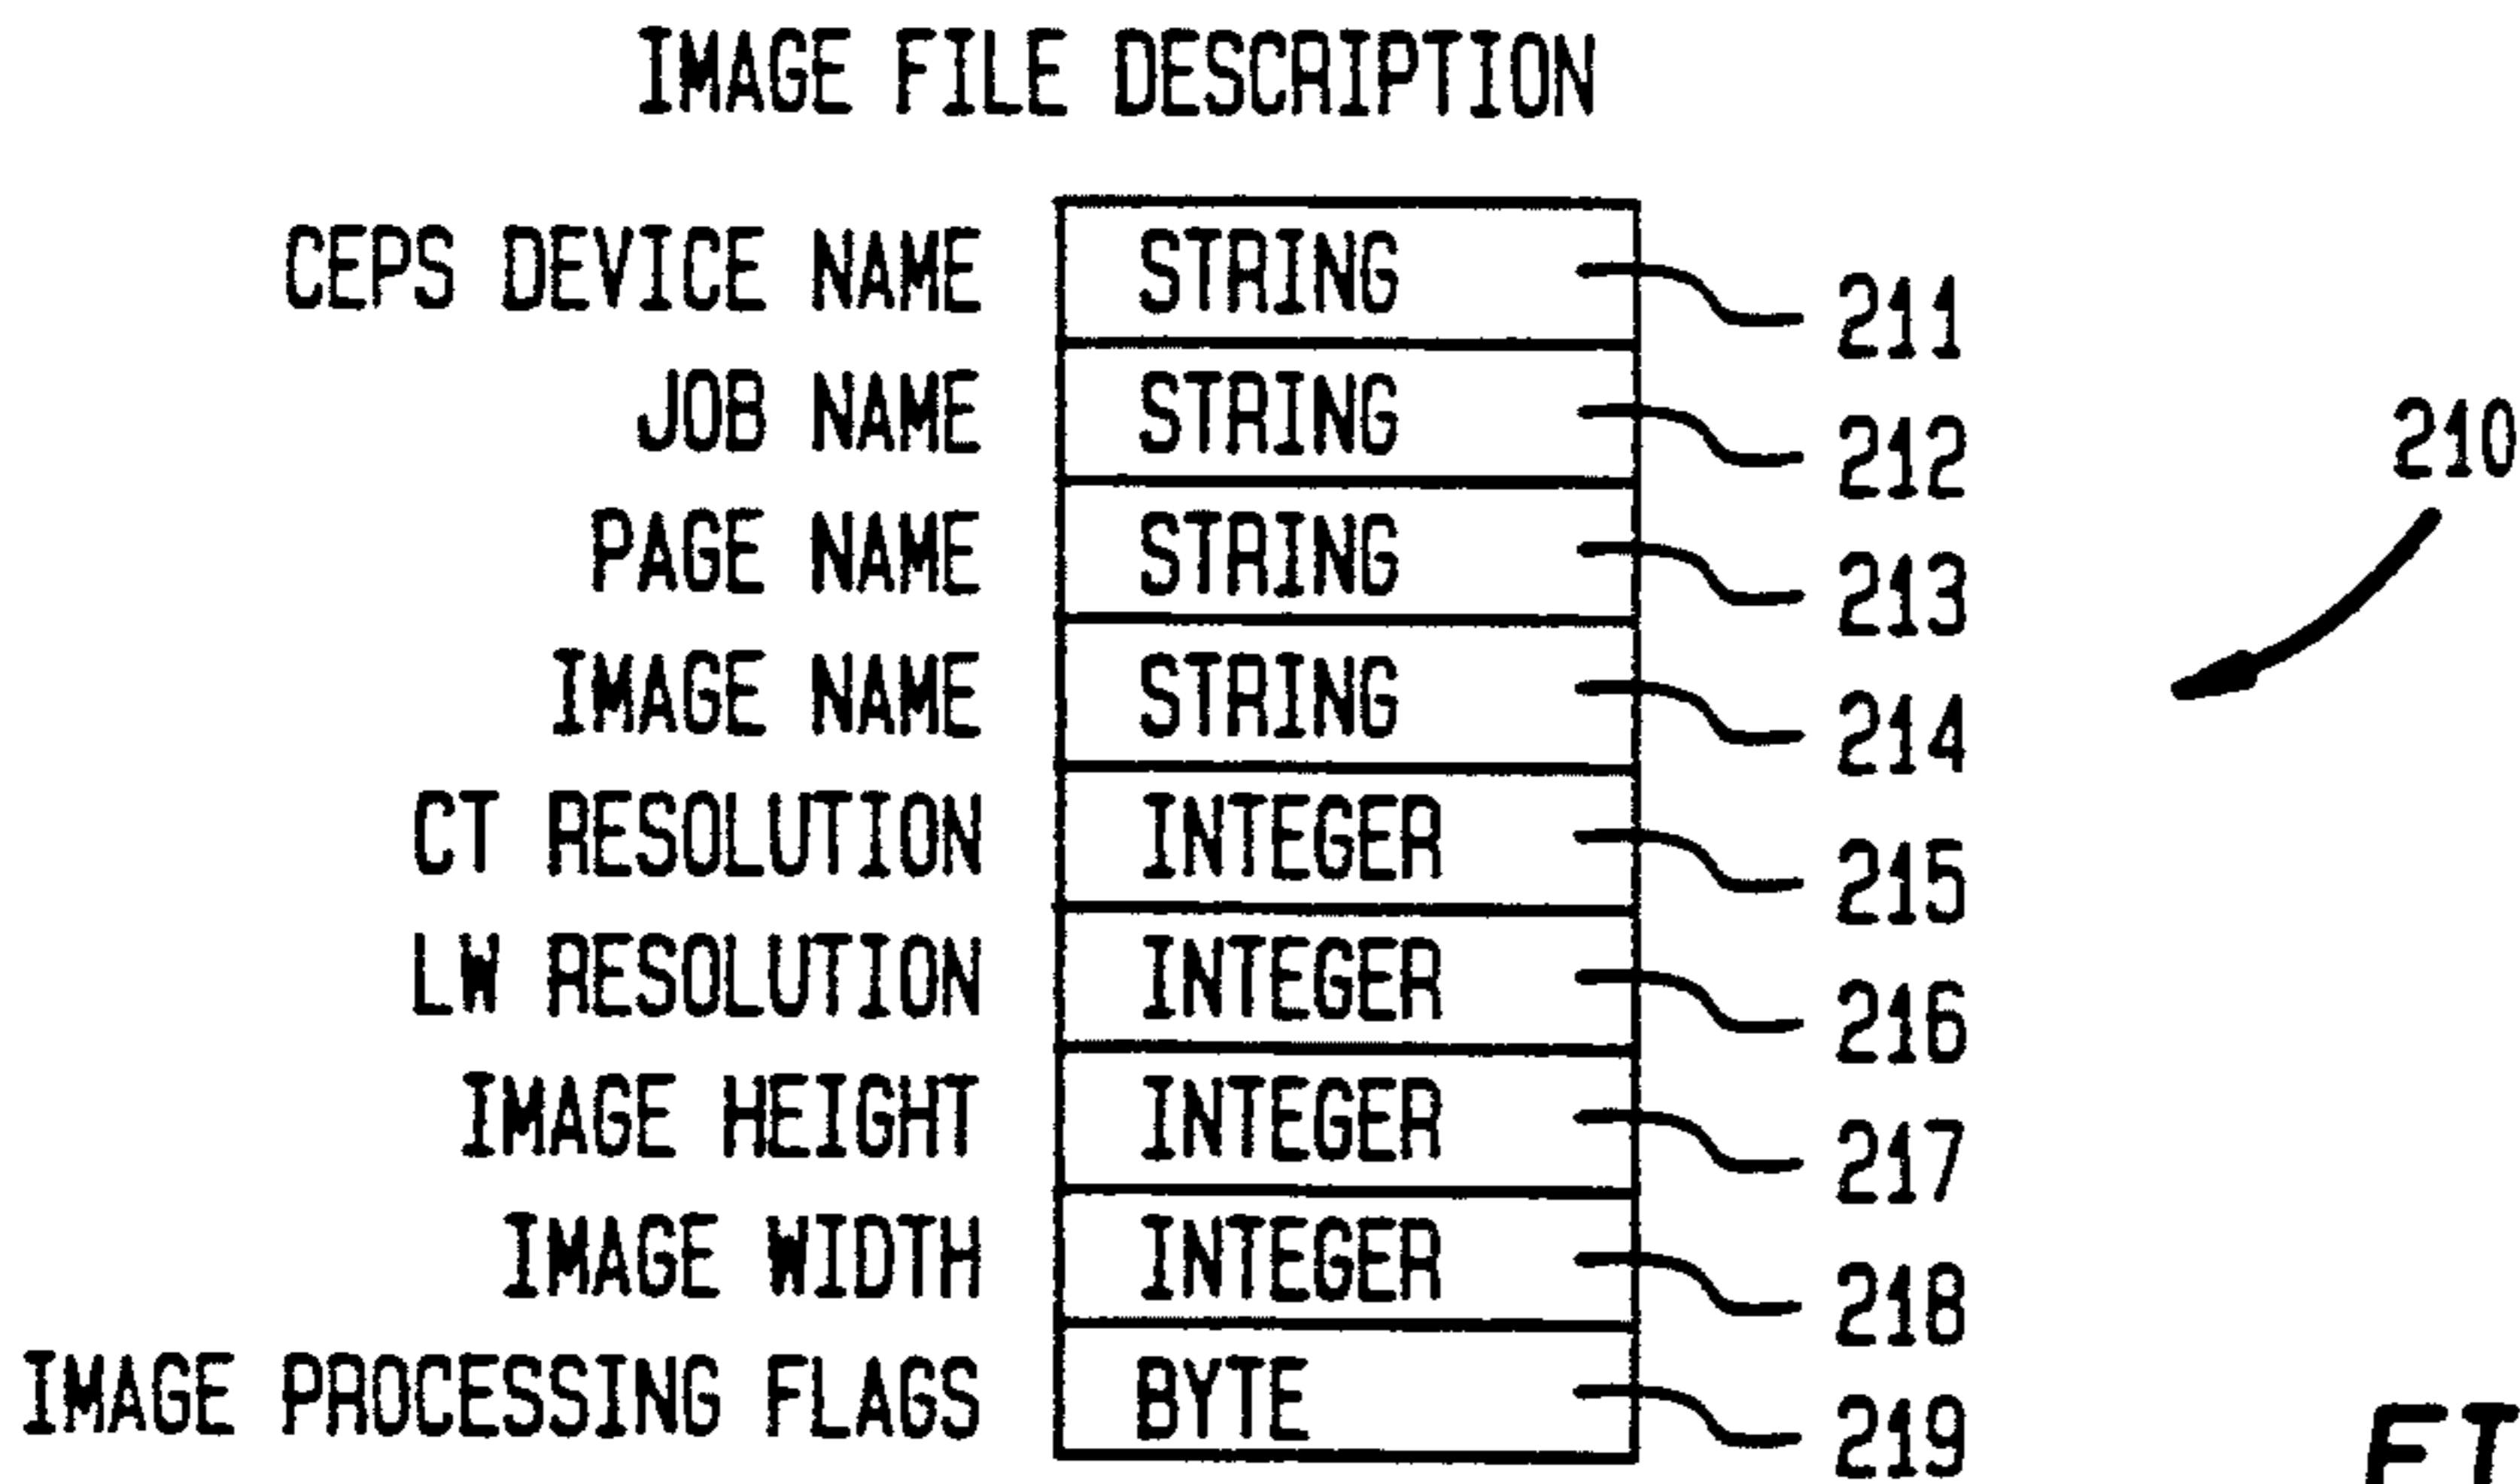 IMAGE FILE DESCRIPTION
CEPS DEVICE NAME STRING 211
JOB NAME STRING 212
210
PAGE NAME STRING 213
IMAGE NAME STRING 214
CT RESOLUTION INTEGER 215
LW RESOLUTION INTEGER 216
IMAGE HEIGHT INTEGER 217
IMAGE WIDTH INTEGER 218
IMAGE PROCESSING FLAGS BYTE 219